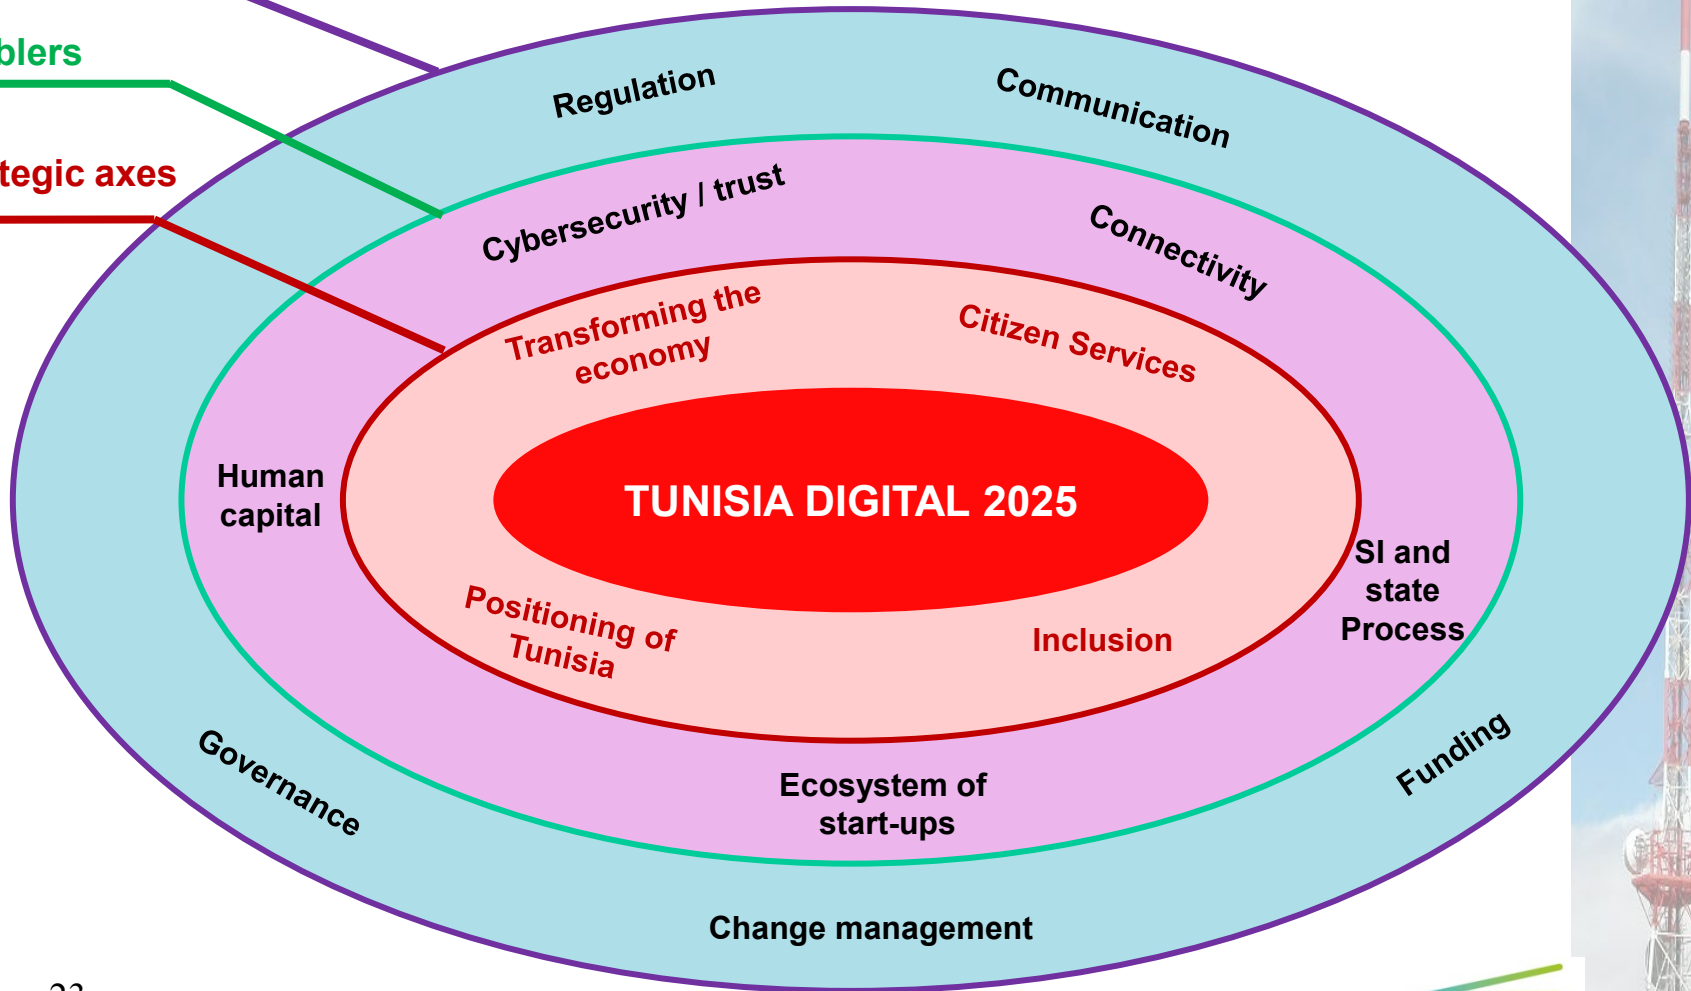 blers
tegic axes
Regulation
Communication
Cybersecurity / trust
Connectivity
Transforming the
economy
Citizen Services
Human
capital
TUNISIA DIGITAL 2025
SI and
state
Process
Positioning of
Tunisia
Inclusion
Governance
Funding
Ecosystem of
start-ups
Change management
23